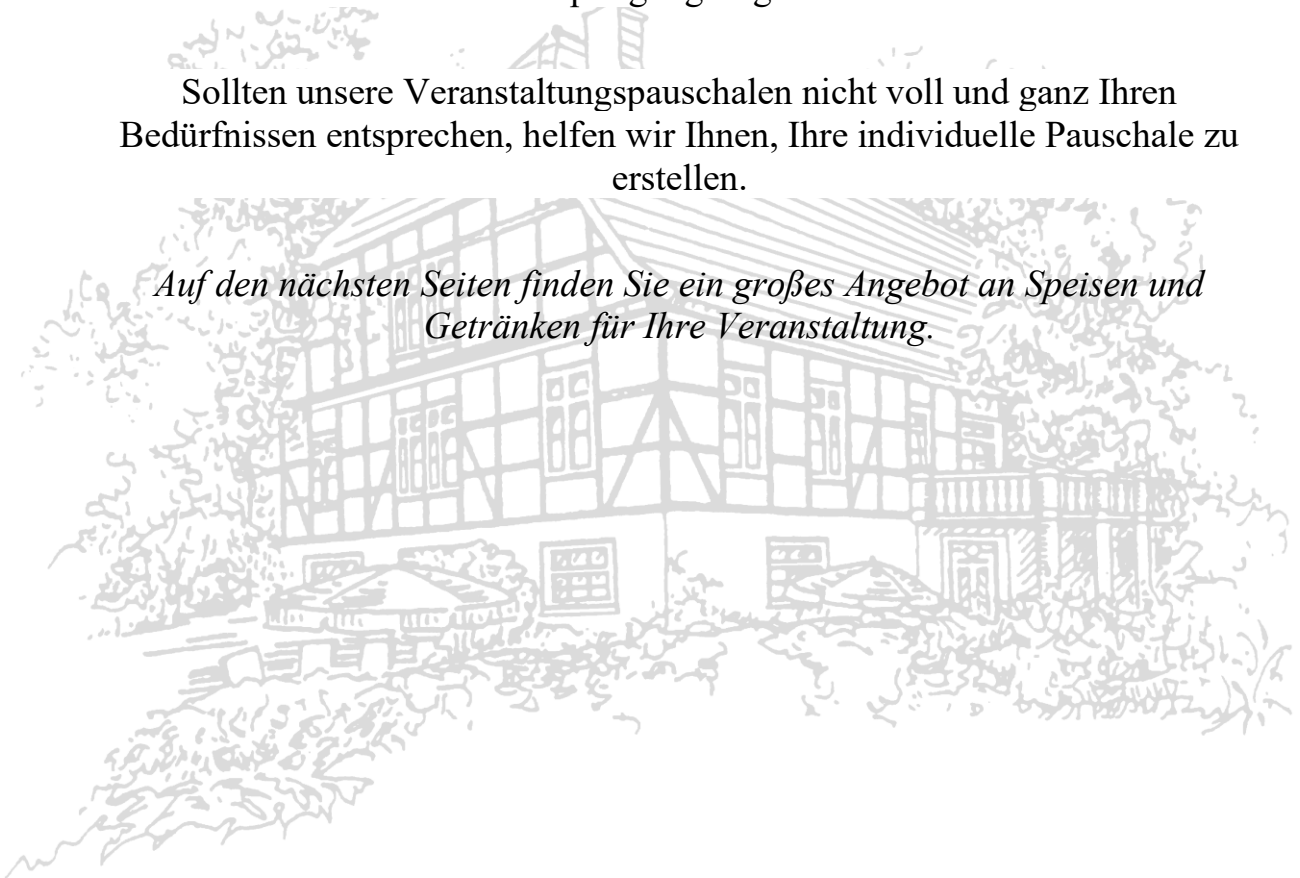 Sollten unsere Veranstaltungspauschalen nicht voll und ganz Ihren
Bedürfnissen entsprechen, helfen wir Ihnen, Ihre individuelle Pauschale zu
erstellen.
Auf den nächsten Seiten finden Sie ein großes Angebot an Speisen und
Getränken für Ihre Veranstaltung.